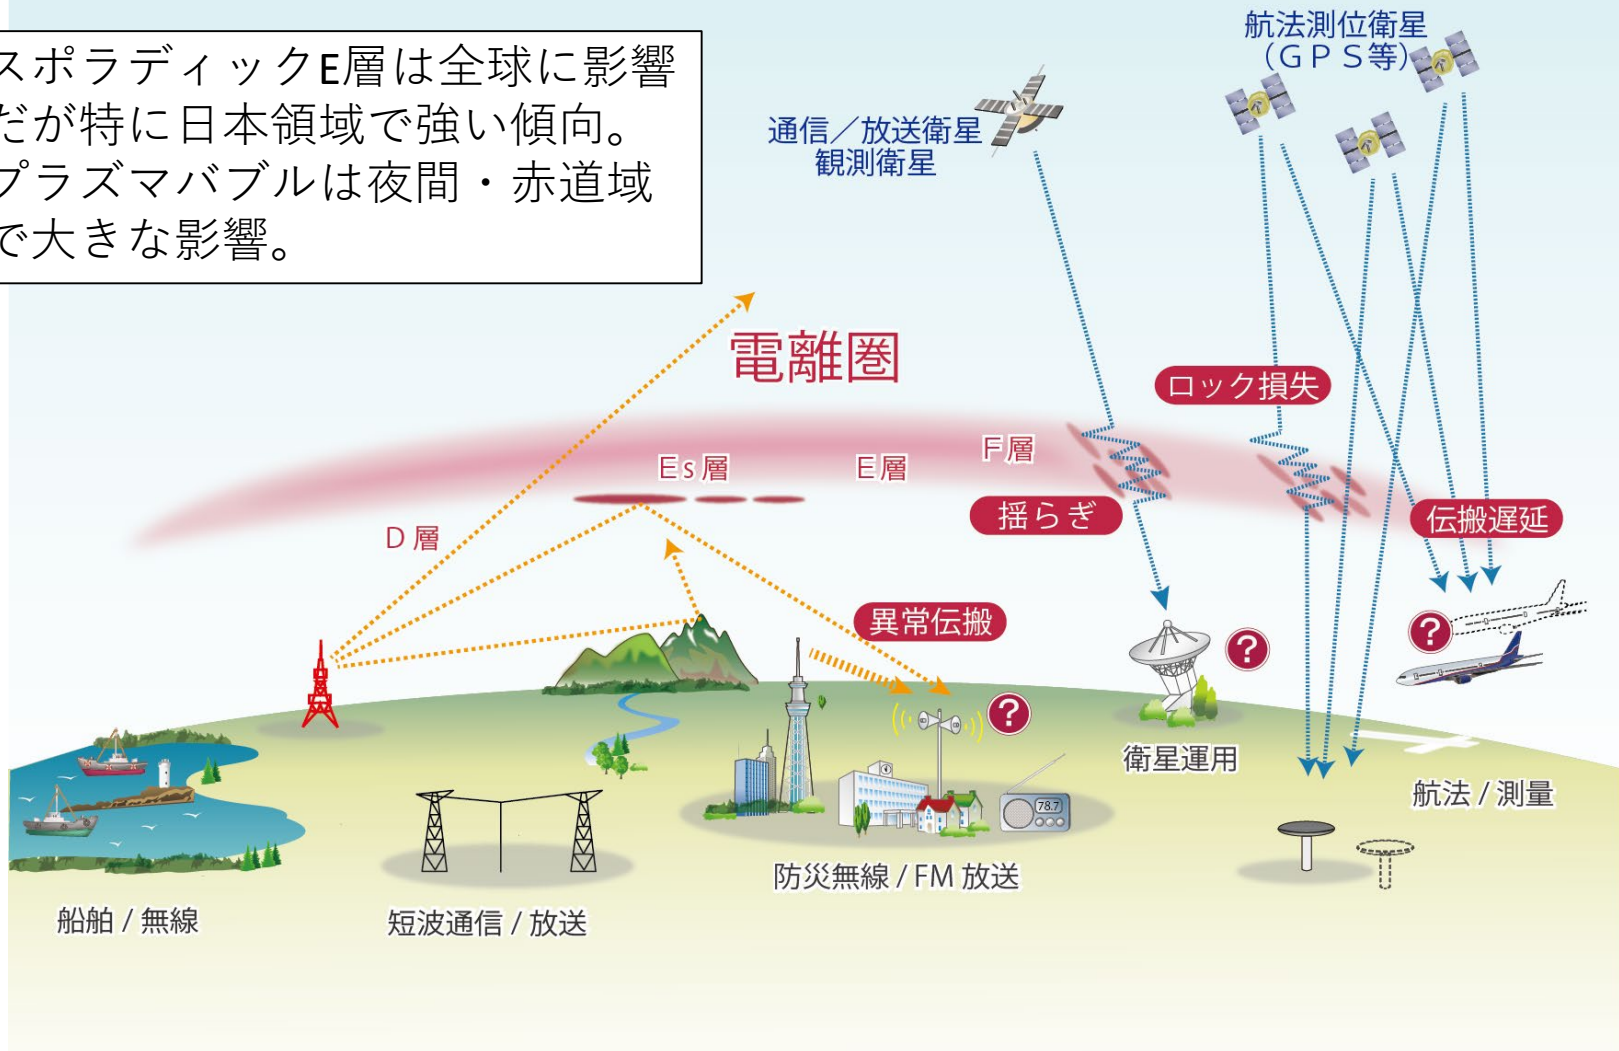 スポラディックE層は全球に影響
だが特に日本領域で強い傾向。
プラズマバブルは夜間・赤道域
で大きな影響。
航法測位衛星
（ＧＰＳ等）
通信／放送衛星
観測衛星
電離圏
ロック損失
Ｆ層
Ｅs層
Ｅ層
揺らぎ
伝搬遅延
Ｄ層
異常伝搬
?
?
?
衛星運用
航法 / 測量
78.7
防災無線 / FM 放送
船舶 / 無線
短波通信 / 放送